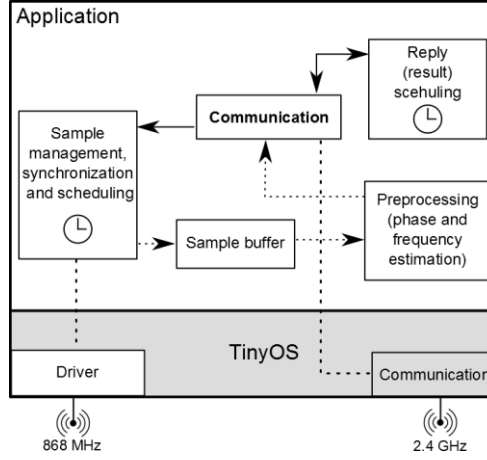 Application
Reply
(result)
scehuling
Communication
Sample
management,
synchronization
and scheduling
Preprocessing
(phase and
frequency
estimation)
Sample buffer
TinyOS
Driver
Communication
868 MHz
2.4 GHz